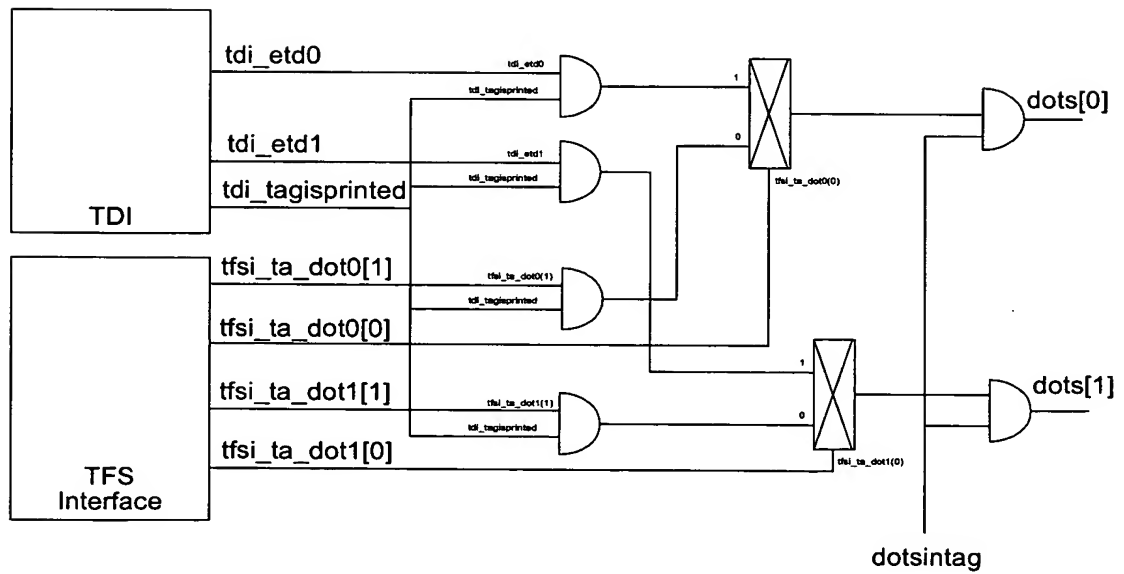 tdi_etd0
tdi_etd0
tdi_tagisprinted
1
dots[0]
tdi_etd1
tdi_etd1
0
tdi_tagisprinted
tfsi_ta_dot0(0)
tdi_tagisprinted
TDI
tfsi_ta_dot0[1]
tfsi_ta_dot0(1)
tdi_tagisprinted
tfsi_ta_dot0[0]
1
tfsi_ta_dot1[1]
tfsi_ta_dot1(1)
0
dots[1]
tdi_tagisprinted
tfsi_ta_dot1[0]
tfsi_ta_dot1(0)
TFS
Interface
dotsintag